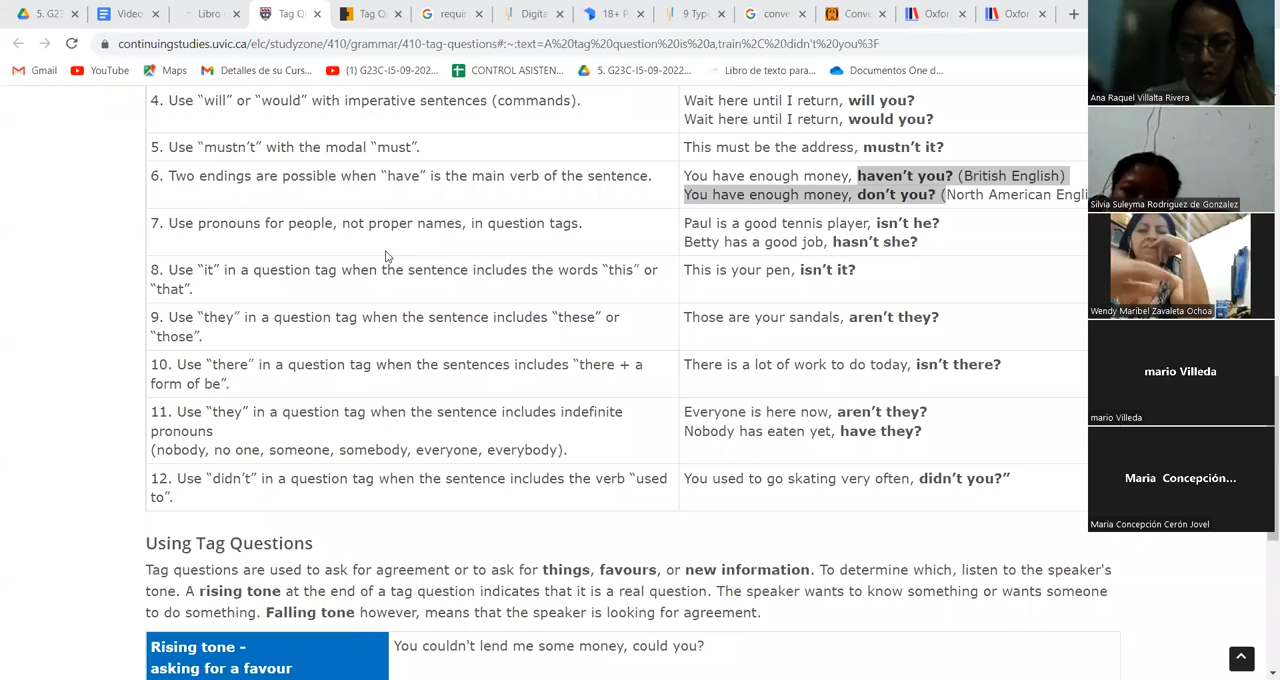 5. G23
Video
Libro
Tag Q
Tag Q
requir
Digita
18+ P
9 Type
conve
Conve
Oxfor
Oxfor
continuingstudies.uvic.ca/elc/studyzone/410/grammar/410-tag-questions#:~:text=A%20tag%20question%20is%20a,train%2C%20didn't%20you%3F
Gmail
YouTube
Maps
Detalles de su Curs...
(1) G23C-I5-09-202...
CONTROL ASISTEN...
5. G23C-I5-09-2022...
Libro de texto para...
Documentos One d...
4. Use “will” or “would” with imperative sentences (commands).
Wait here until I return, will you?
Wait here until I return, would you?
5. Use “mustn’t” with the modal “must”.
This must be the address, mustn’t it?
6. Two endings are possible when “have” is the main verb of the sentence.
You have enough money, haven’t you? (British English)
You have enough money, don’t you? (North American Engli
7. Use pronouns for people, not proper names, in question tags.
Paul is a good tennis player, isn’t he?
Betty has a good job, hasn’t she?
8. Use “it” in a question tag when the sentence includes the words “this” or
“that”.
This is your pen, isn’t it?
9. Use “they” in a question tag when the sentence includes “these” or
“those”.
Those are your sandals, aren’t they?
10. Use “there” in a question tag when the sentences includes “there + a
form of be”.
There is a lot of work to do today, isn’t there?
11. Use “they” in a question tag when the sentence includes indefinite
pronouns
(nobody, no one, someone, somebody, everyone, everybody).
Everyone is here now, aren’t they?
Nobody has eaten yet, have they?
12. Use “didn’t” in a question tag when the sentence includes the verb “used
to”.
You used to go skating very often, didn’t you?”
Using Tag Questions
Tag questions are used to ask for agreement or to ask for things, favours, or new information. To determine which, listen to the speaker's
tone. A rising tone at the end of a tag question indicates that it is a real question. The speaker wants to know something or wants someone
to do something. Falling tone however, means that the speaker is looking for agreement.
Rising tone -
asking for a favour
You couldn't lend me some money, could you?
Ana Raquel Villalta Rivera
Silvia Suleyma Rodriguez de Gonzalez
Wendy Maribel Zavaleta Ochoa
mario Villeda
mario Villeda
Maria Concepción...
Maria Concepción Cerón Jovel